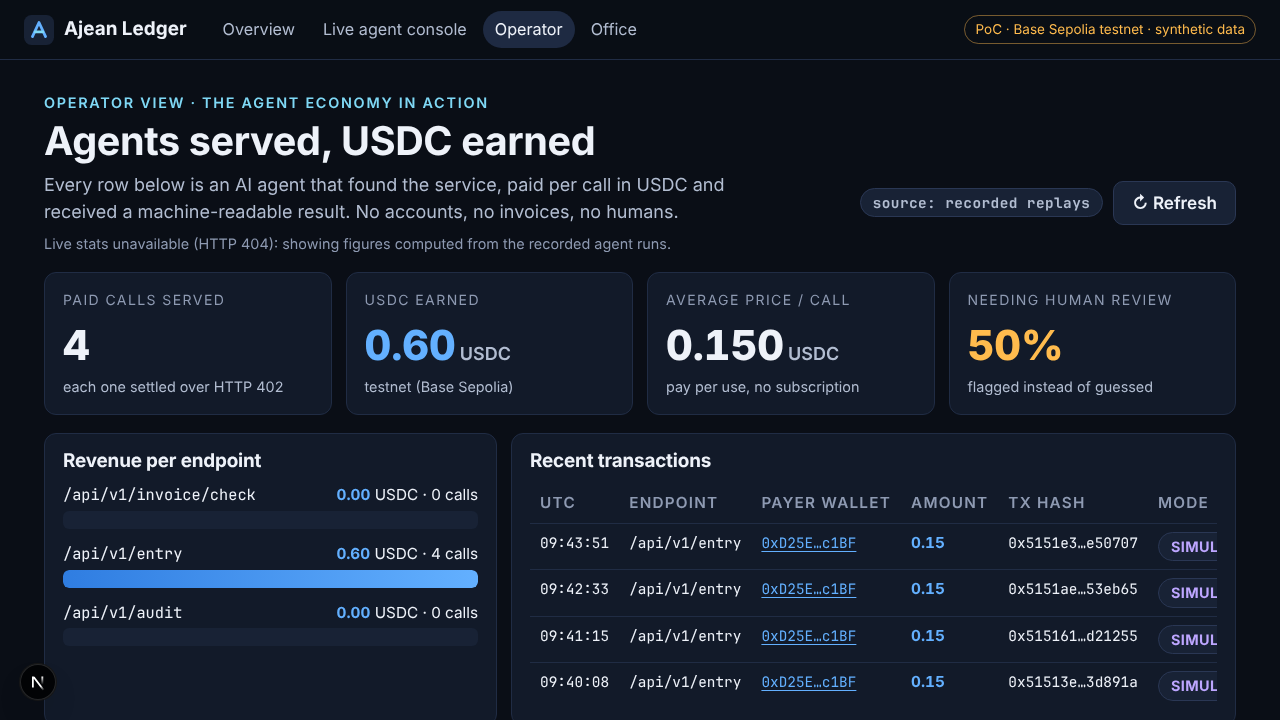 Ajean Ledger Overview Live agent console Operator Office PoC · Base Sepolia testnet · synthetic data
OPERATOR VIEW · THE AGENT ECONOMY IN ACTION
Agents served, USDC earned
Every row below is an AI agent that found the service, paid per call in USDC and
received a machine-readable result. No accounts, no invoices, no humans.
source: recorded replays
Refresh
Live stats unavailable (HTTP 404): showing figures computed from the recorded agent runs.
PAID CALLS SERVED
4
each one settled over HTTP 402
USDC EARNED
0.60 USDC
testnet (Base Sepolia)
AVERAGE PRICE / CALL
0.150 USDC
pay per use, no subscription
NEEDING HUMAN REVIEW
50%
flagged instead of guessed
Revenue per endpoint
/api/v1/invoice/check 0.00 USDC · 0 calls
/api/v1/entry 0.60 USDC · 4 calls
/api/v1/audit 0.00 USDC · 0 calls
Recent transactions
UTC ENDPOINT PAYER WALLET AMOUNT TX HASH MODE
09:43:51 /api/v1/entry 0xD25E…c1BF 0.15 0x5151e3…e50707 SIMUL
09:42:33 /api/v1/entry 0xD25E…c1BF 0.15 0x5151ae…53eb65 SIMUL
09:41:15 /api/v1/entry 0xD25E…c1BF 0.15 0x515161…d21255 SIMUL
09:40:08 /api/v1/entry 0xD25E…c1BF 0.15 0x51513e…3d891a SIMUL
N